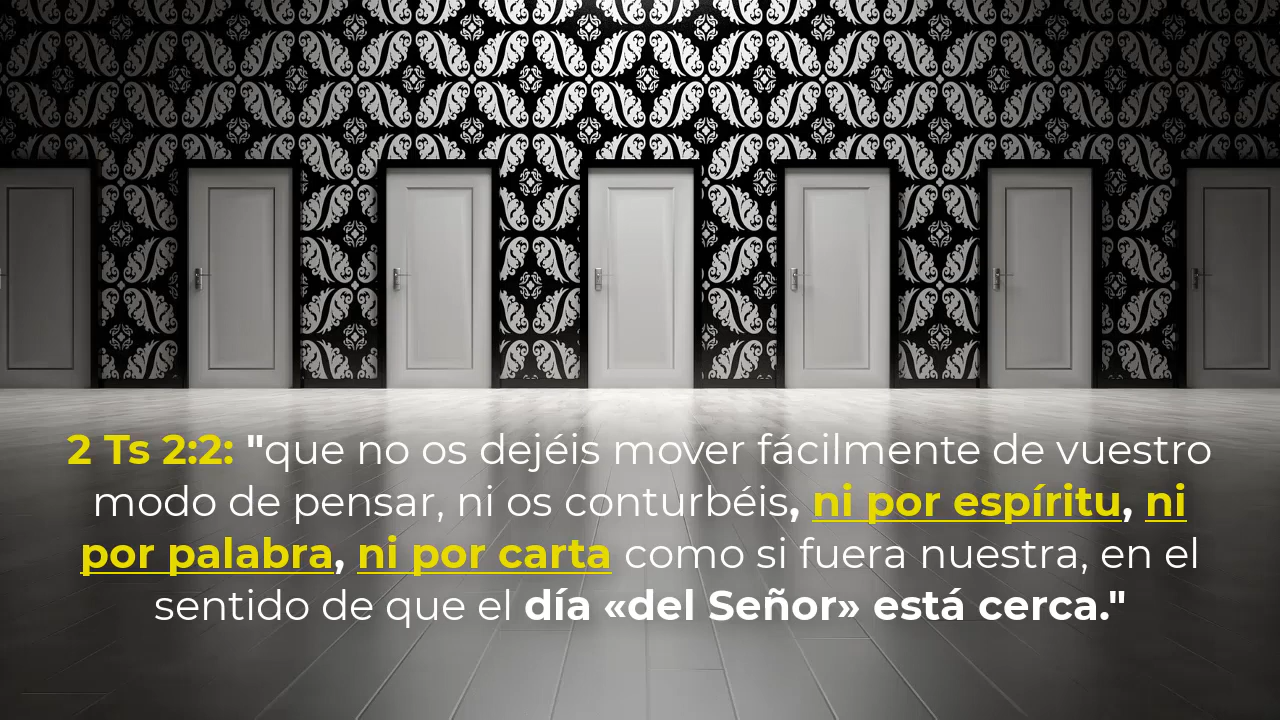 2 Ts 2:2: "que no os dejéis mover fácilmente de vuestro
modo de pensar, ni os conturbéis, ni por espíritu, ni
por palabra, ni por carta como si fuera nuestra, en el
sentido de que el día «del Señor» está cerca."